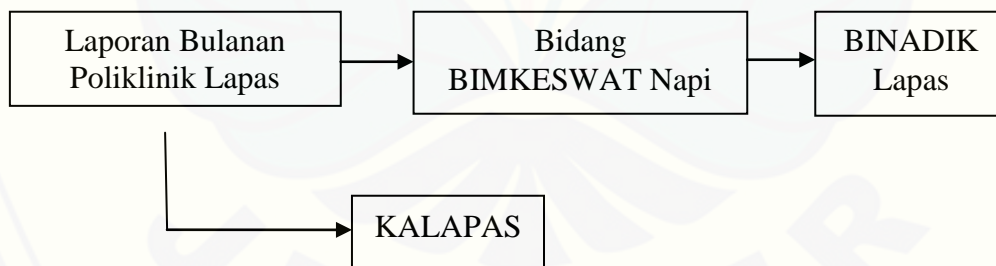 Laporan Bulanan
Poliklinik Lapas
Bidang
BIMKESWAT Napi
BINADIK
Lapas
KALAPAS